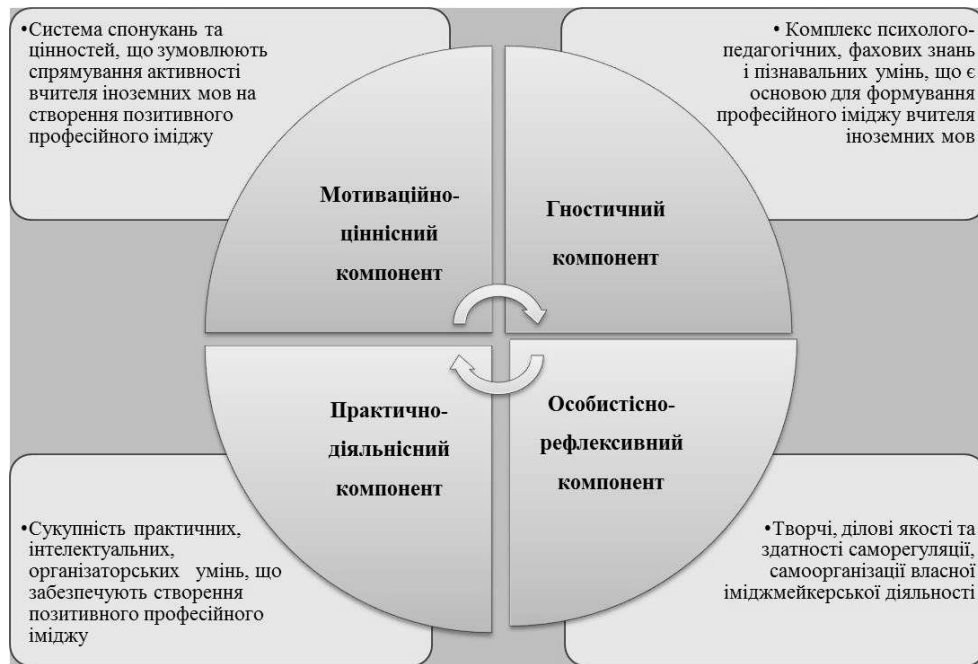 •Система спонукань та
цінностей, що зумовлюють
спрямування активності
вчителя іноземних мов на
створення позитивного
професійного іміджу
• Комплекс психолого-
педагогічних, фахових знань
і пізнавальних умінь, що є
основою для формування
професійного іміджу вчителя
іноземних мов
Мотиваційно-
ціннісний
компонент
Гностичний
компонент
Практично-
діяльнісний
компонент
Особистісно-
рефлексивний
компонент
•Сукупність практичних,
інтелектуальних,
організаторських умінь, що
забезпечують створення
позитивного професійного
іміджу
•Творчі, ділові якості та
здатності саморегуляції,
самоорганізації власної
іміджмейкерської діяльності